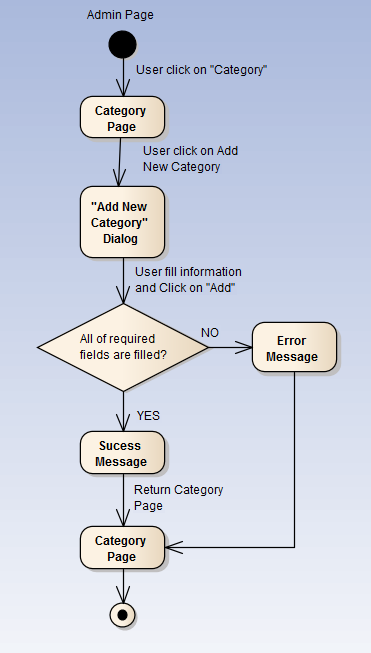 Admin Page
User click on "Category"
Category
Page
User click on Add
New Category
"Add New
Category"
Dialog
User fill information
and Click on "Add"
All of required
fields are filled?
NO
Error
Message
YES
Sucess
Message
Return Category
Page
Category
Page